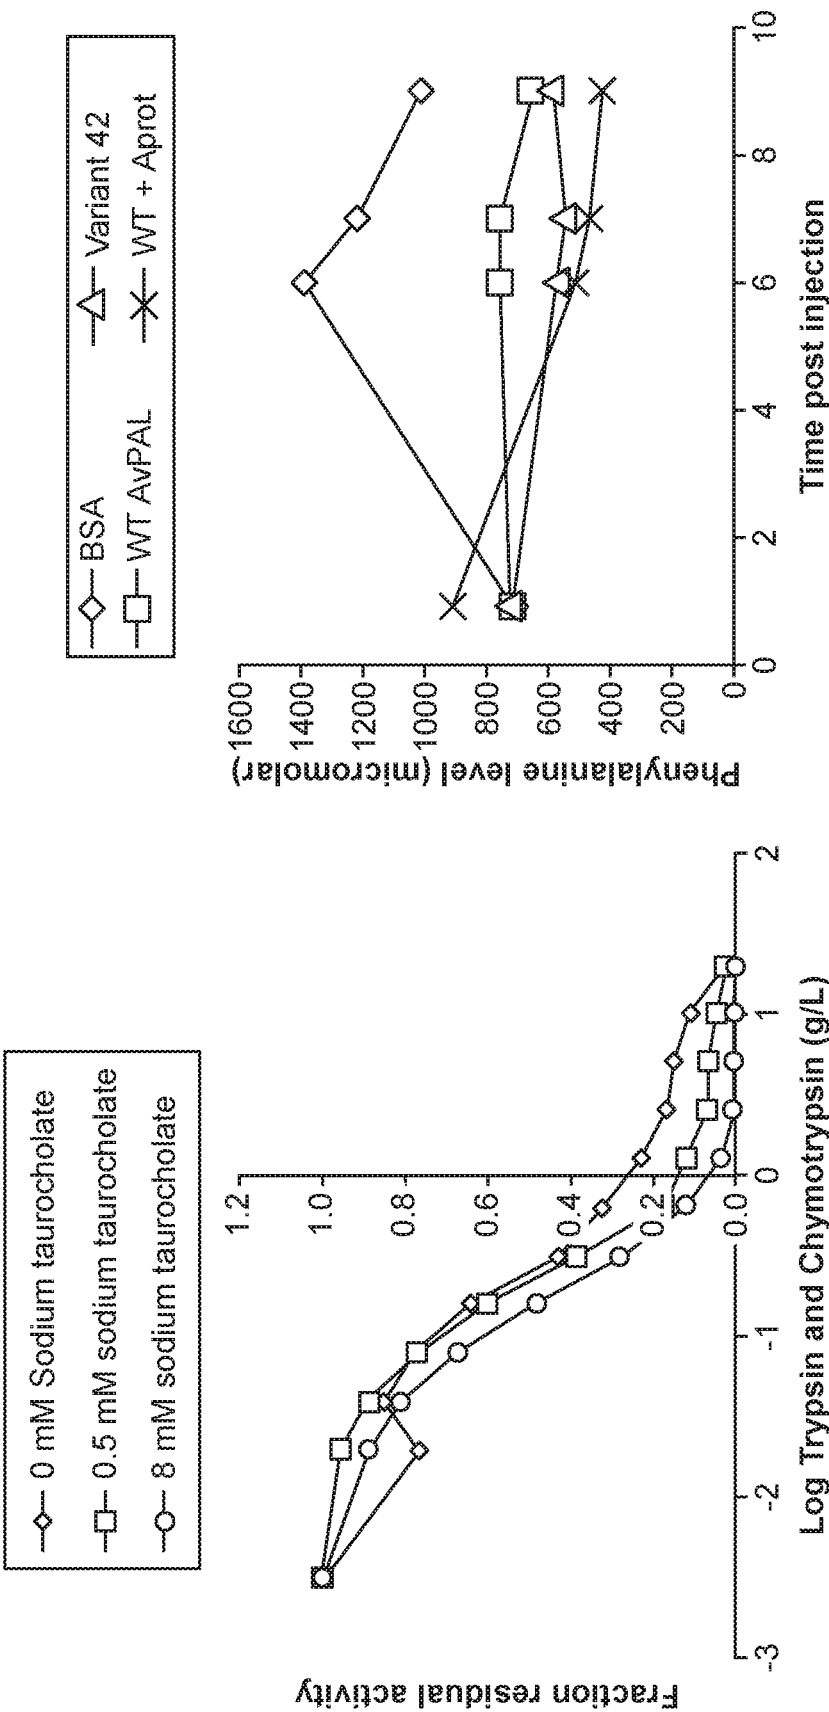 0 mM Sodium taurocholate
0.5 mM sodium taurocholate
8 mM sodium taurocholate
Fraction residual activity
1.2
1.0
0.8
0.6
0.4
0.2
0.0
-3
-2
-1
0
1
2
Log Trypsin and Chymotrypsin (g/L)
BSA
Variant 42
WT AvPAL
WT + Aprot
Phenylalanine level (micromolar)
1600
1400
1200
1000
800
600
400
200
0
0
2
4
6
8
10
Time post injection